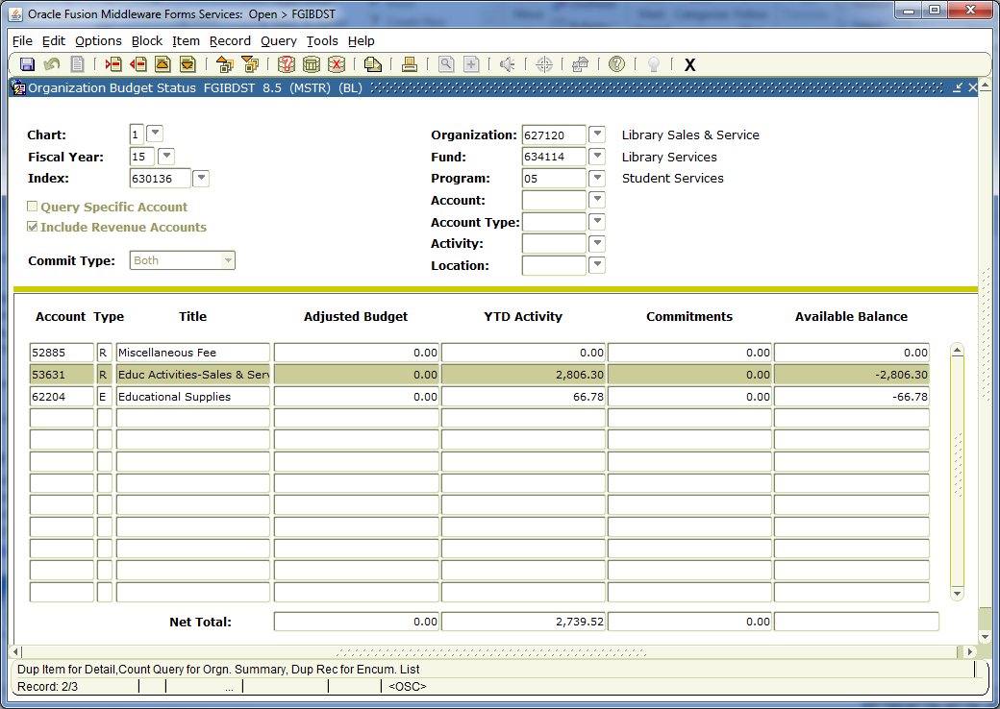 Oracle Fusion Middleware Forms Services: Open > FGIBDST
File Edit Options Block Item Record Query Tools Help
X
Organization Budget Status FGIBDST 8.5 (MSTR) (BL)
Chart: 1 Organization: 627120 Library Sales & Service
Fiscal Year: 15 Fund: 634114 Library Services
Index: 630136 Program: 05 Student Services
Account:
Query Specific Account
Account Type:
Include Revenue Accounts
Activity:
Commit Type: Both
Location:
Account Type Title Adjusted Budget YTD Activity Commitments Available Balance
52885 R Miscellaneous Fee 0.00 0.00 0.00 0.00
53631 R Educ Activities-Sales & Serv 0.00 2,806.30 0.00 -2,806.30
62204 E Educational Supplies 0.00 66.78 0.00 -66.78
Net Total: 0.00 2,739.52 0.00
Dup Item for Detail,Count Query for Orgn. Summary, Dup Rec for Encum. List
Record: 2/3 ... <OSC>